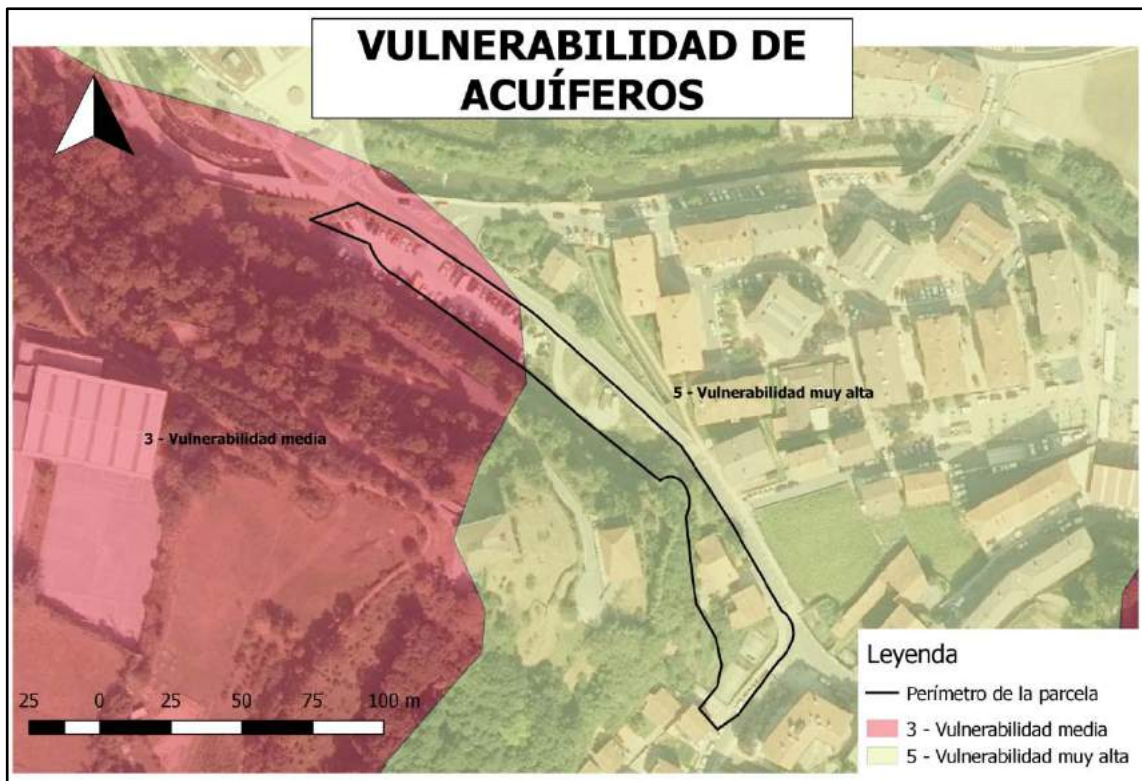 VULNERABILIDAD DE
ACUÍFEROS
5 - Vulnerabilidad muy alta
3 - Vulnerabilidad media
25 0 25 50 75 100 m
Leyenda
Perímetro de la parcela
3 - Vulnerabilidad media
5 - Vulnerabilidad muy alta